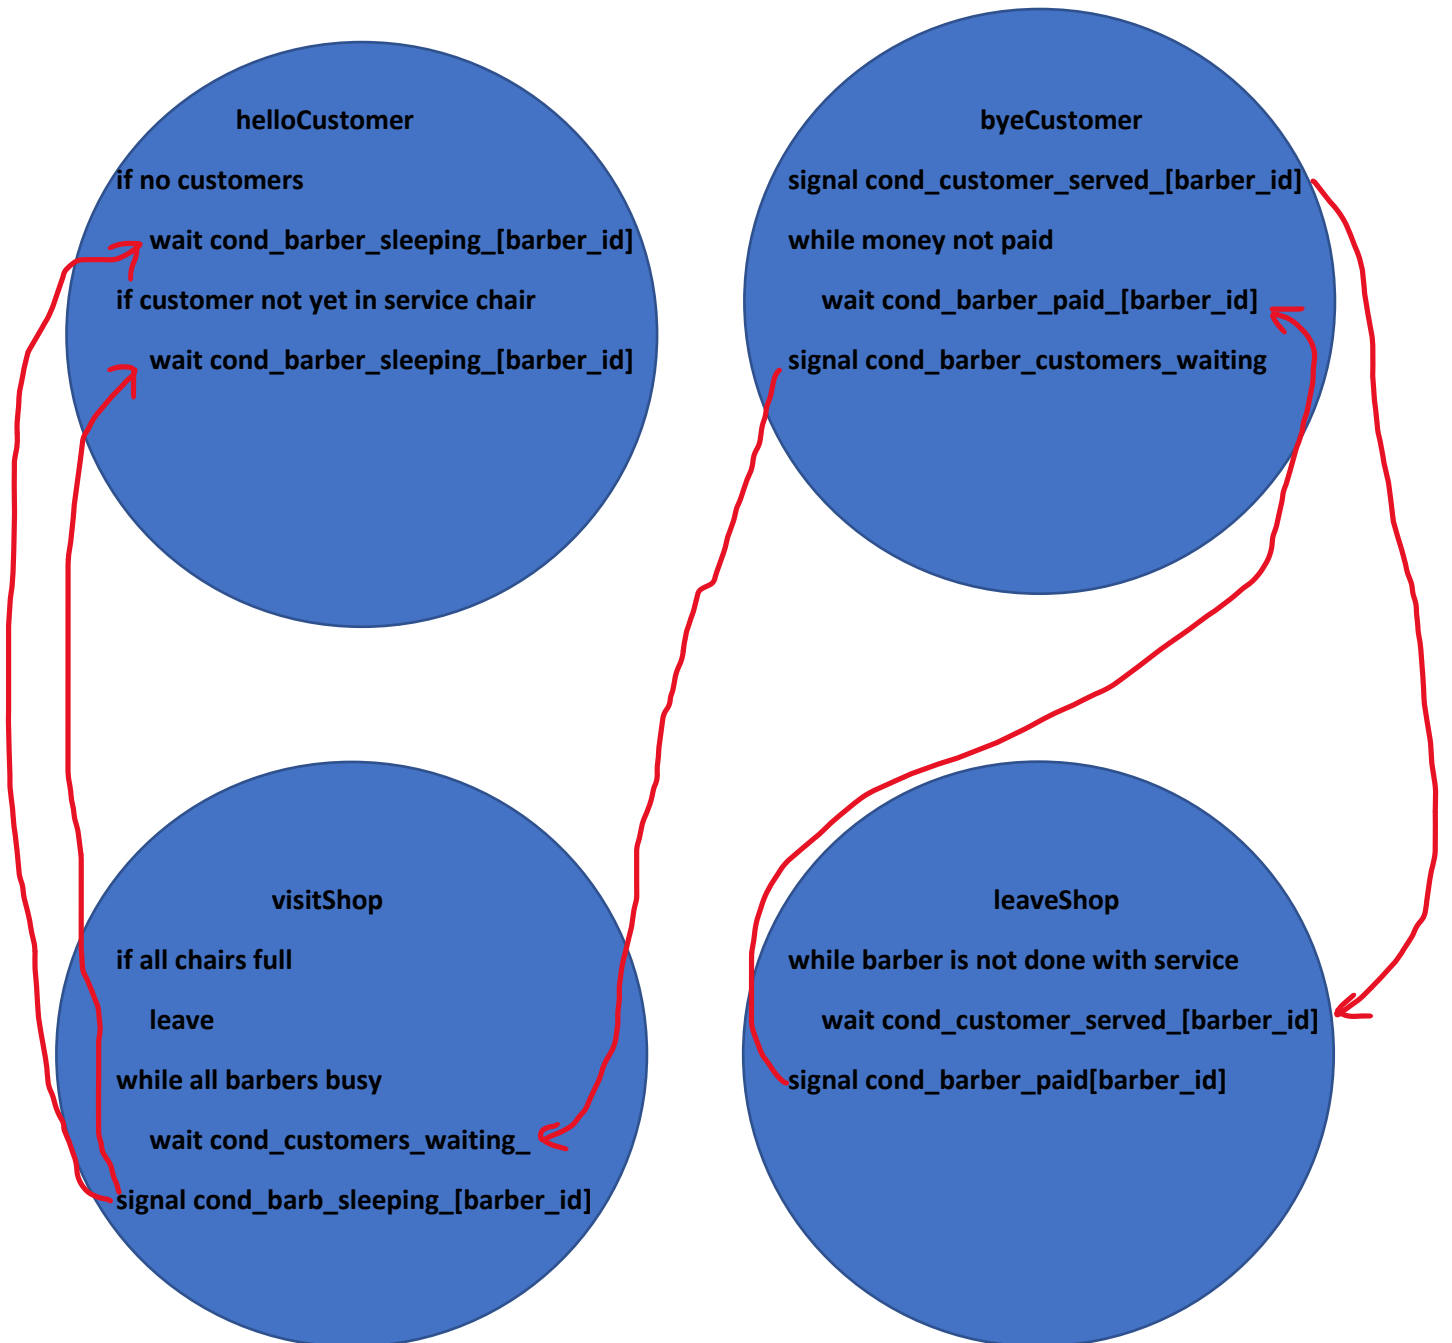 helloCustomer
if no customers
wait cond_barber_sleeping_[barber_id]
if customer not yet in service chair
wait cond_barber_sleeping_[barber_id]
byeCustomer
signal cond_customer_served_[barber_id]
while money not paid
wait cond_barber_paid_[barber_id]
signal cond_barber_customers_waiting
visitShop
if all chairs full
leave
while all barbers busy
wait cond_customers_waiting_
signal cond_barb_sleeping_[barber_id]
leaveShop
while barber is not done with service
wait cond_customer_served_[barber_id]
signal cond_barber_paid[barber_id]